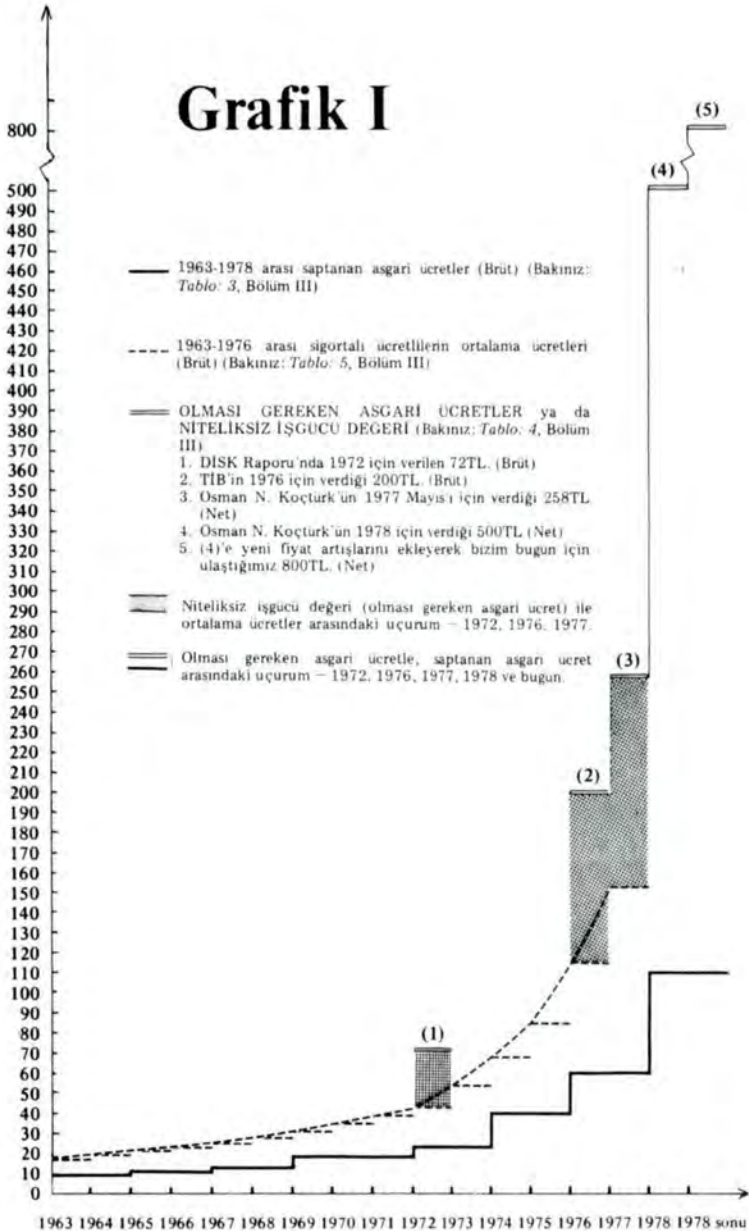 Grafik I
(5)
800
(4)
500
490
480
470
460
450
440
430
420
410
400
390
380
370
360
350
340
330
320
310
300
290
280
270
260
250
240
230
220
210
200
190
180
170
160
150
140
130
120
110
100
90
80
70
60
50
40
30
20
10
0
1963-1978 arası saptanan asgari ücretler (Brüt) (Bakınız:
Tablo: 3, Bölüm III)
1963-1976 arası sigortalı ücretlilerin ortalama ücretleri
(Brüt) (Bakınız: Tablo: 5, Bölüm III)
OLMASI GEREKEN ASGARİ ÜCRETLER ya da
NİTELİKSİZ İŞGÜCÜ DEĞERİ (Bakınız: Tablo: 4, Bölüm
III)
1. DİSK Raporu'nda 1972 için verilen 72TL. (Brüt)
2. TİB'in 1976 için verdiği 200TL. (Brüt)
3. Osman N. Koçtürk'ün 1977 Mayıs'ı için verdiği 258TL
(Net)
4. Osman N. Koçtürk'ün 1978 için verdiği 500TL (Net)
5. (4)'e yeni fiyat artışlarını ekleyerek bizim bugün için
ulaştığımız 800TL. (Net)
Niteliksiz işgücü değeri (olması gereken asgari ücret) ile
ortalama ücretler arasındaki uçurum – 1972, 1976, 1977.
Olması gereken asgari ücretle, saptanan asgari ücret
arasındaki uçurum – 1972, 1976, 1977, 1978 ve bugün.
(3)
(2)
(1)
1963 1964 1965 1966 1967 1968 1969 1970 1971 1972 1973 1974 1975 1976 1977 1978 1978 sonu